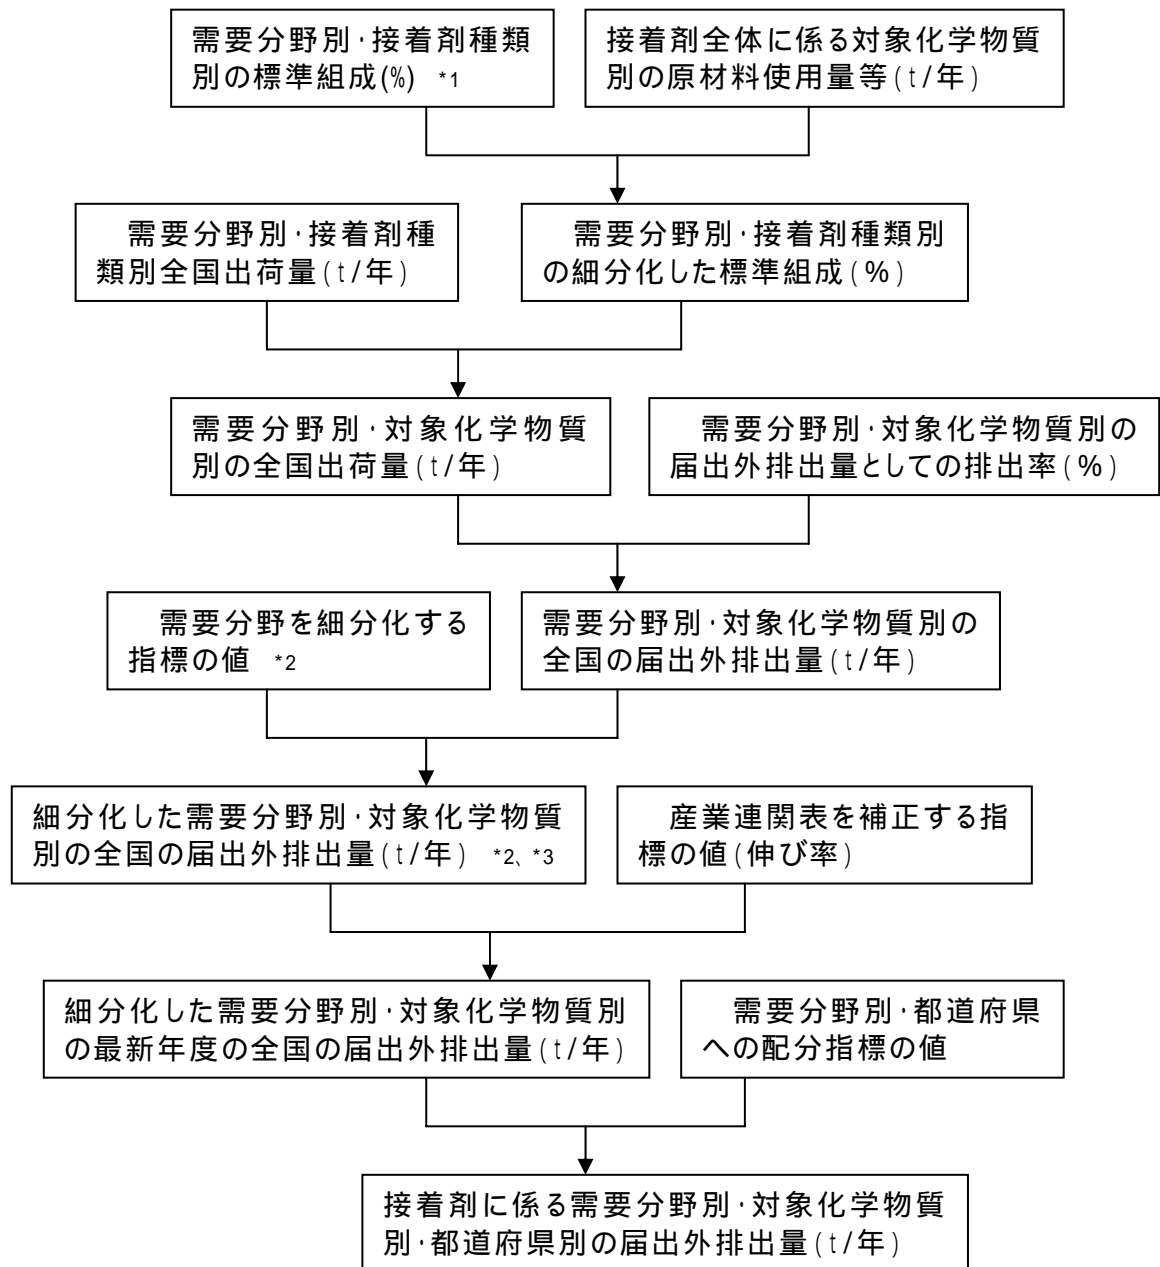 需要分野別･接着剤種類
別の標準組成(%) *1
接着剤全体に係る対象化学物質
別の原材料使用量等(t/年)
需要分野別･接着剤種
類別全国出荷量(t/年)
需要分野別･接着剤種類別
の細分化した標準組成(%)
需要分野別･対象化学物質
別の全国出荷量(t/年)
需要分野別･対象化学物質別の
届出外排出量としての排出率(%)
需要分野を細分化する
指標の値 *2
需要分野別･対象化学物質別の
全国の届出外排出量(t/年)
細分化した需要分野別･対象化学物質
別の全国の届出外排出量(t/年) *2、*3
産業連関表を補正する指
標の値(伸び率)
細分化した需要分野別･対象化学物質別
の最新年度の全国の届出外排出量(t/年)
需要分野別･都道府県
への配分指標の値
接着剤に係る需要分野別･対象化学物質
別･都道府県別の届出外排出量(t/年)